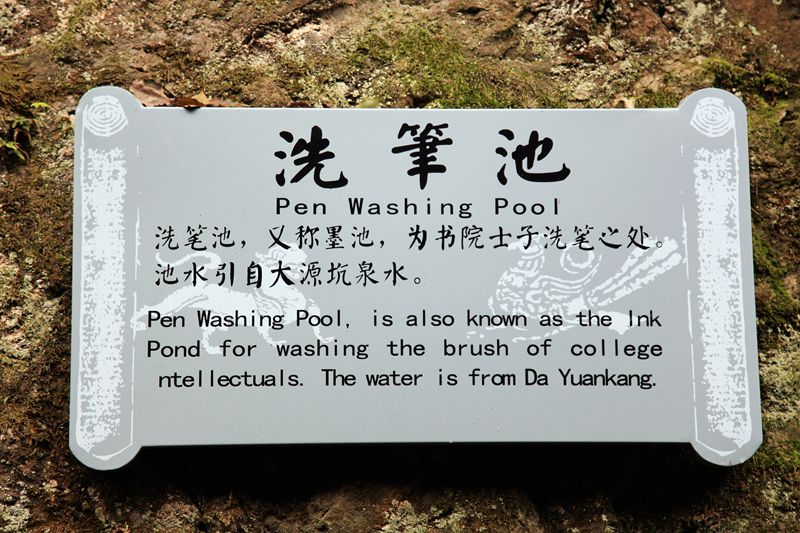 洗筆池
Pen Washing Pool
洗笔池，又称墨池，为书院士子洗笔之处。
池水引自大源坑泉水。
Pen Washing Pool, is also known as the Ink
Pond for washing the brush of college
ntellectuals. The water is from Da Yuankang.